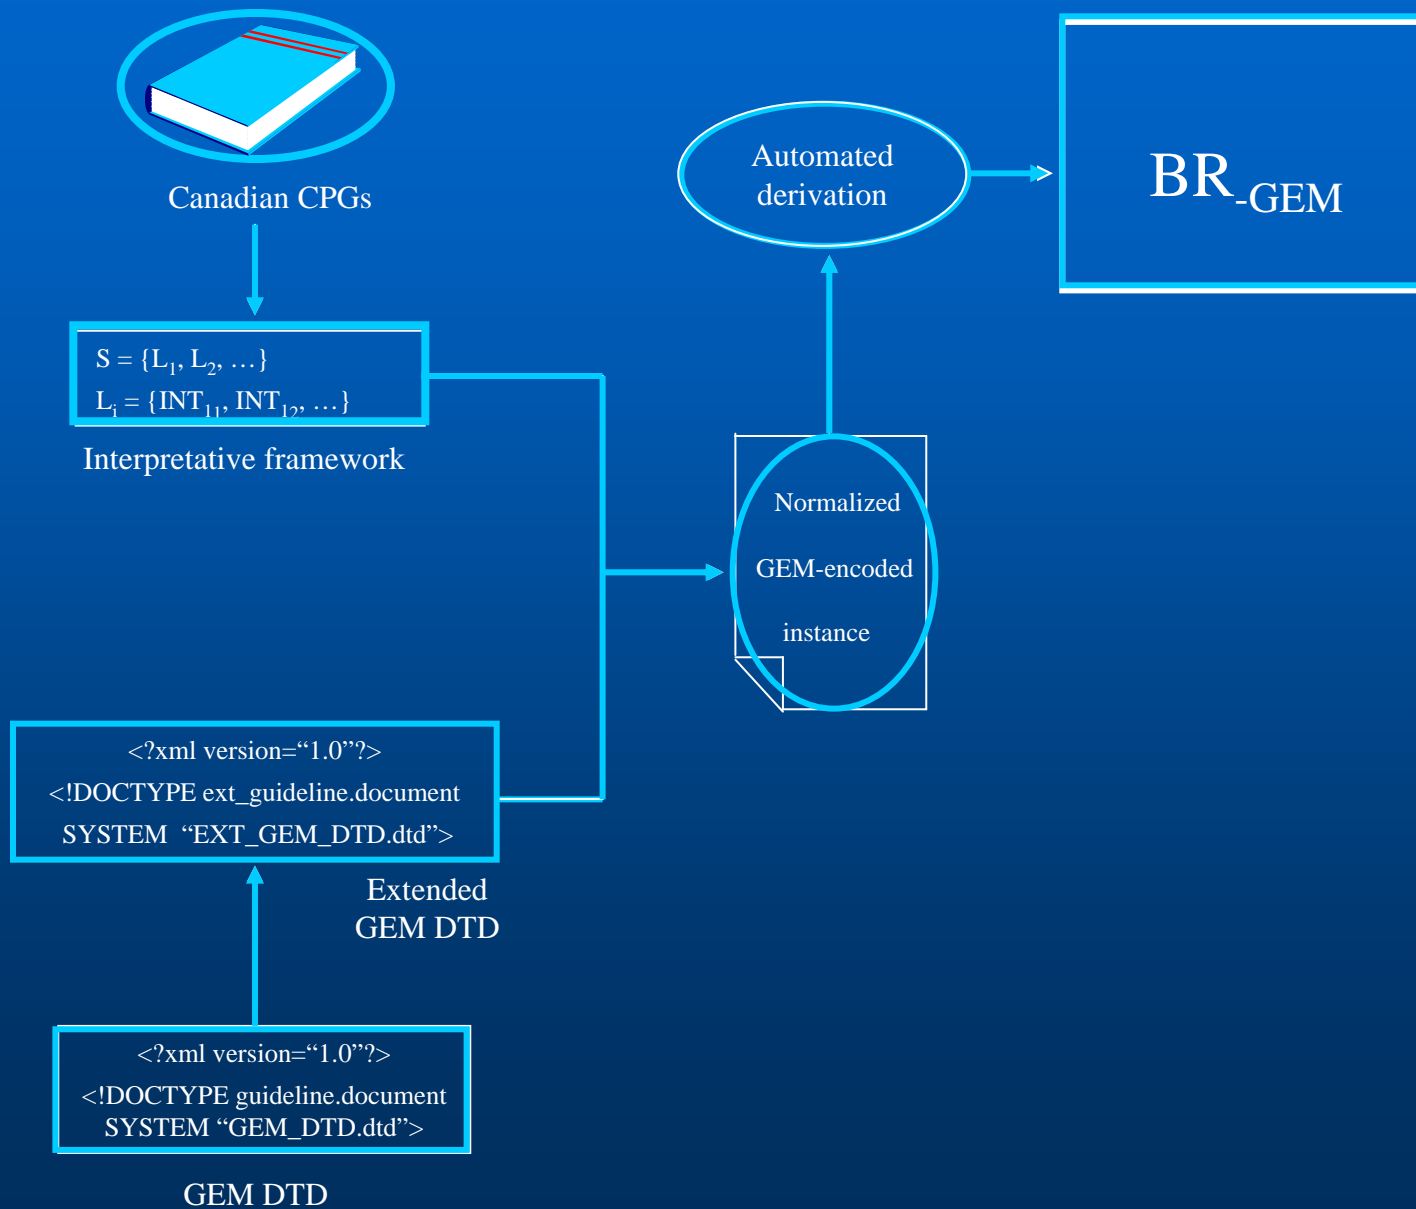 Canadian CPGs
S = {L1, L2, …}
Li = {INT11, INT12, …}
Interpretative framework
Automated
derivation
BR-GEM
Normalized
GEM-encoded
instance
<?xml version=“1.0”?>
<!DOCTYPE ext_guideline.document
SYSTEM “EXT_GEM_DTD.dtd”>
Extended
GEM DTD
<?xml version=“1.0”?>
<!DOCTYPE guideline.document
SYSTEM “GEM_DTD.dtd”>
GEM DTD